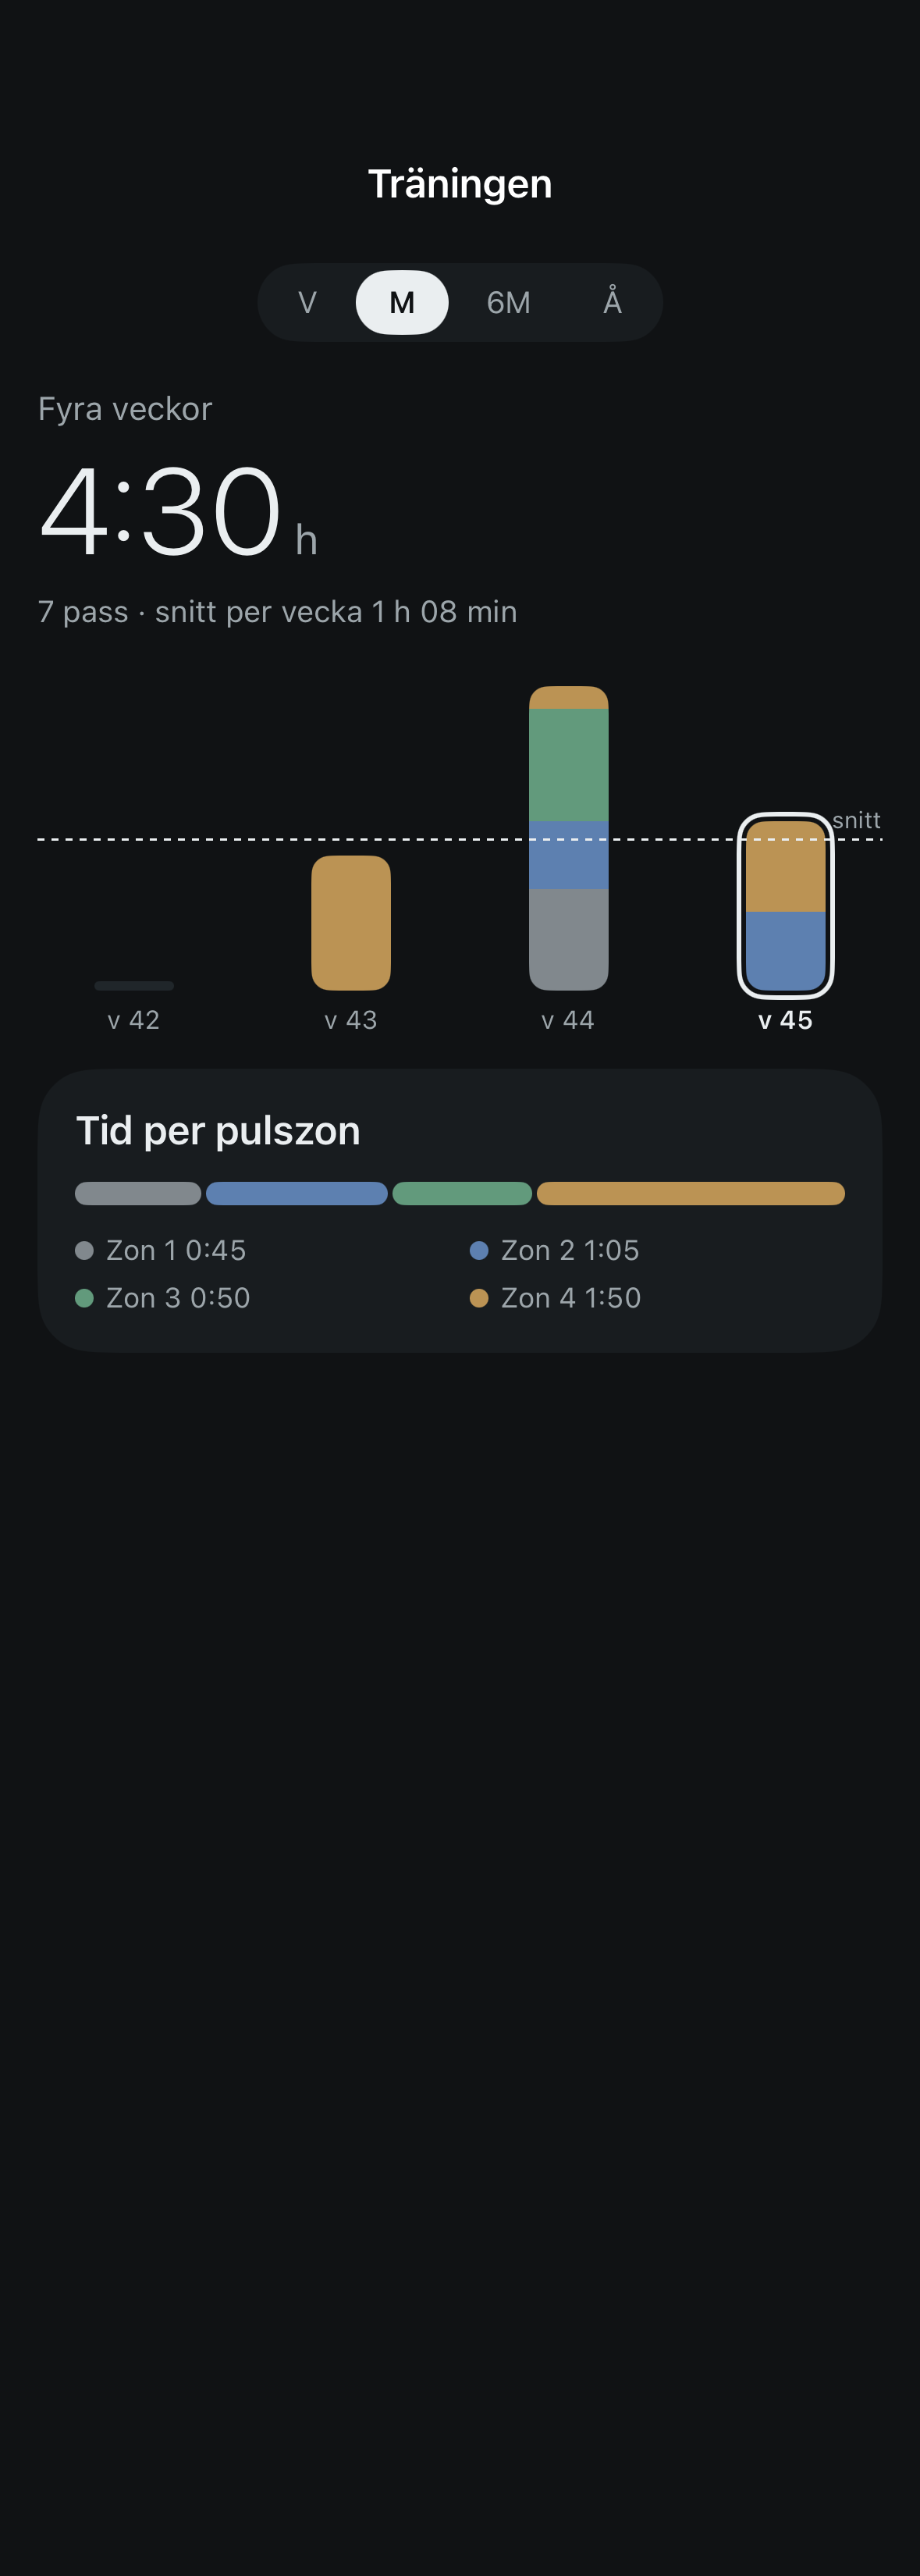 Träningen
V M 6M Å
Fyra veckor
4:30 h
7 pass · snitt per vecka 1 h 08 min
snitt
v 42 v 43 v 44 v 45
Tid per pulszon
Zon 1 0:45 Zon 2 1:05
Zon 3 0:50 Zon 4 1:50